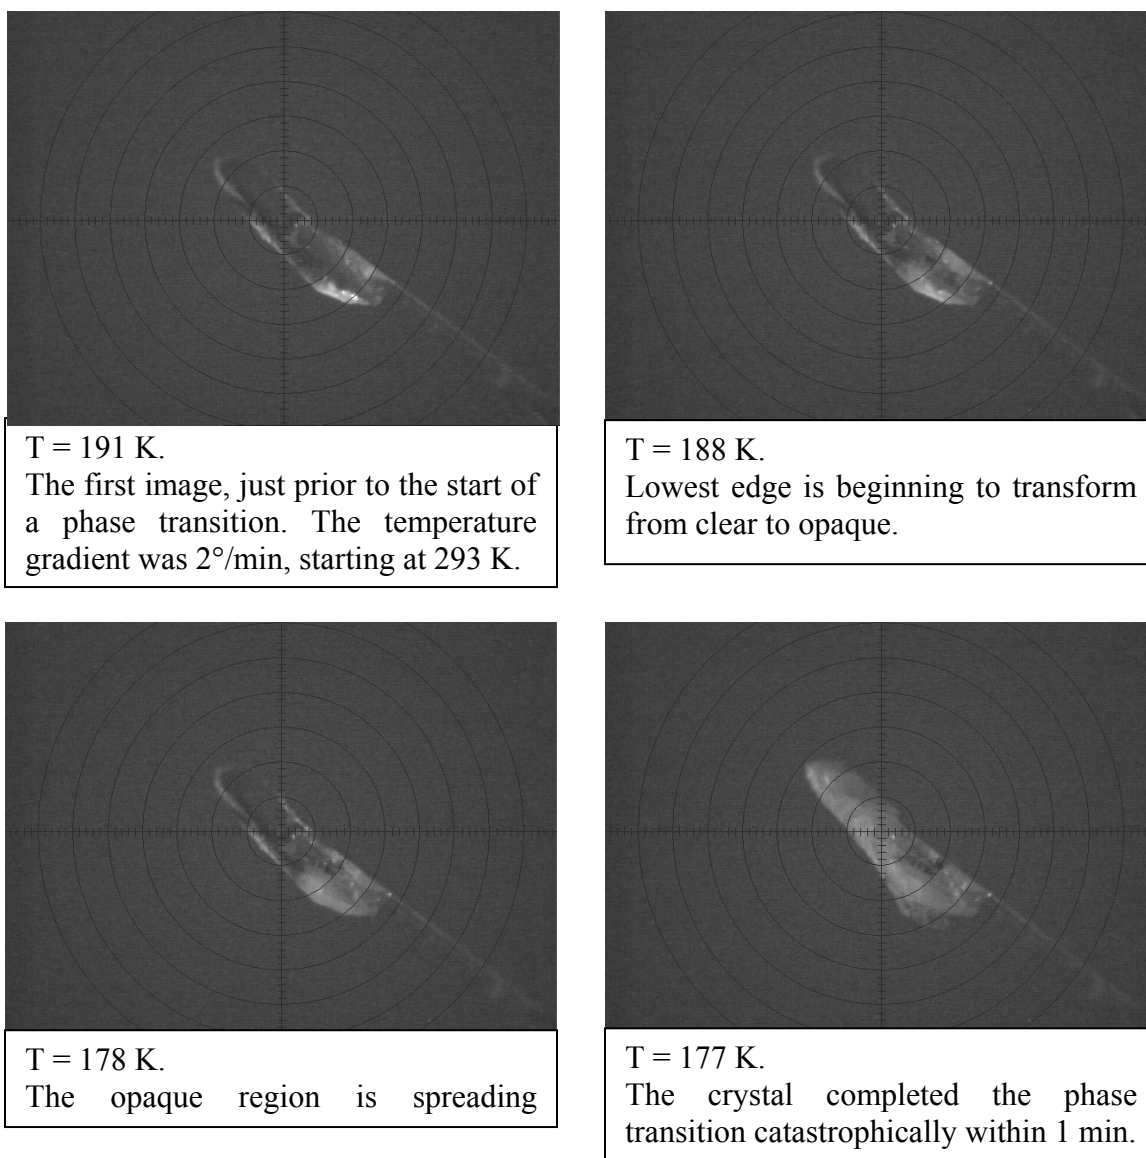 T = 191 K.
The first image, just prior to the start of
a phase transition. The temperature
gradient was 2°/min, starting at 293 K.
T = 188 K.
Lowest edge is beginning to transform
from clear to opaque.
T = 178 K.
The opaque region is spreading
T = 177 K.
The crystal completed the phase
transition catastrophically within 1 min.